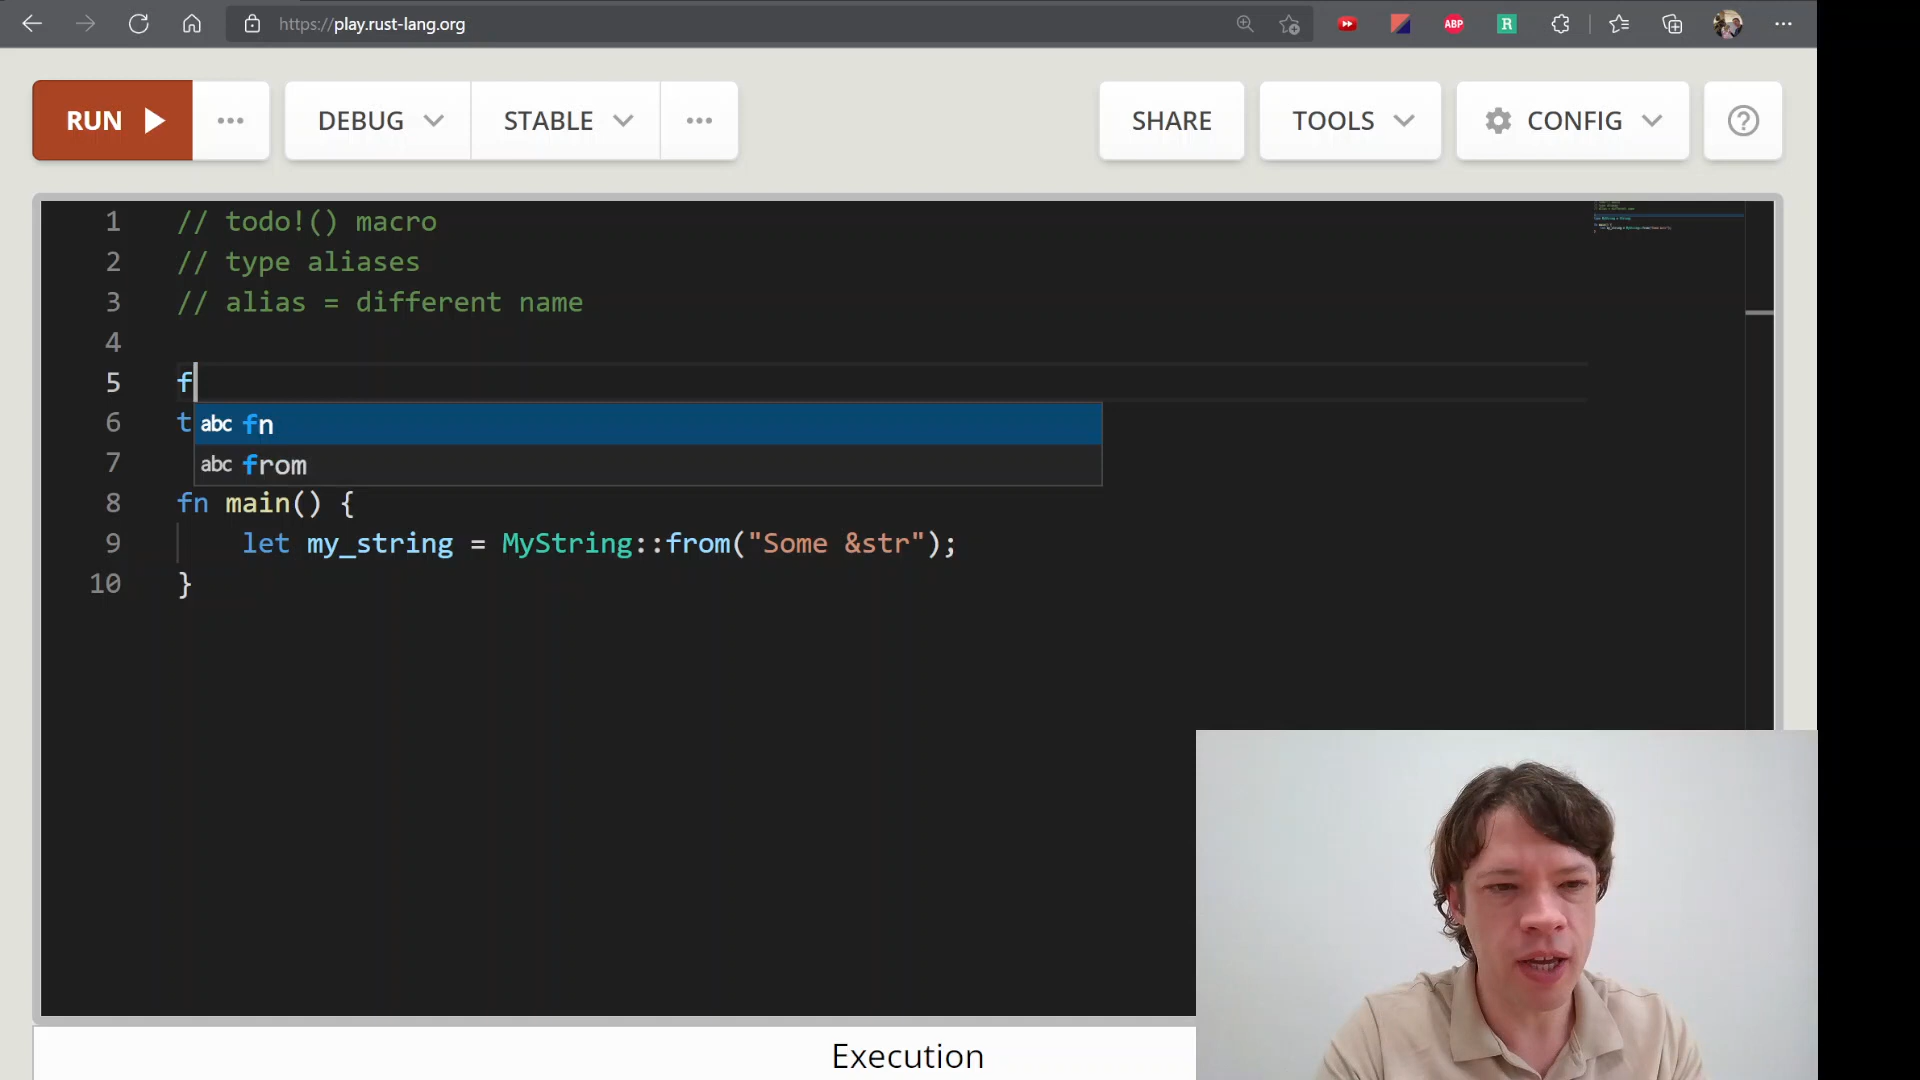 https://play.rust-lang.org
ABP
R
RUN
DEBUG
STABLE
SHARE
TOOLS
CONFIG
?
1 // todo!() macro
2 // type aliases
3 // alias = different name
4
5 f
6 t
abc fn
abc from
7
8 fn main() {
9 let my_string = MyString::from("Some &str");
10 }
Execution